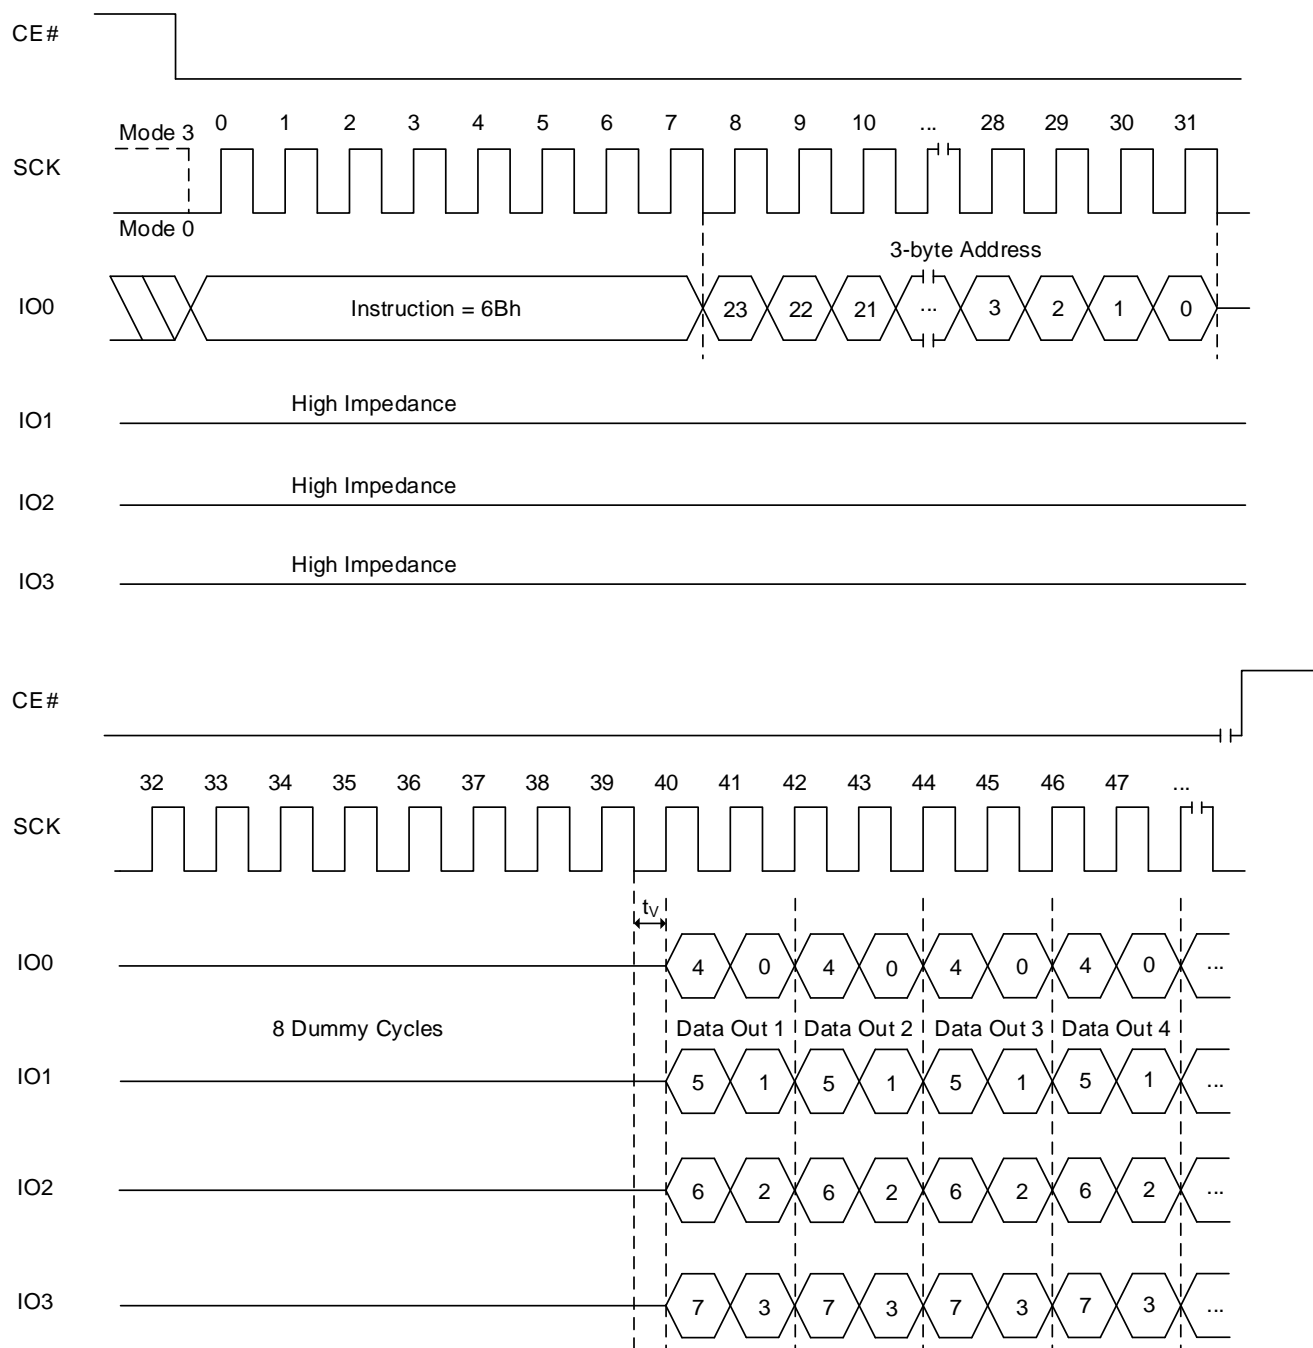 CE#
Mode 3 0 1 2 3 4 5 6 7 8 9 10 ... 28 29 30 31
SCK
Mode 0
3-byte Address
IO0 Instruction = 6Bh 23 22 21 ... 3 2 1 0
High Impedance
IO1
High Impedance
IO2
High Impedance
IO3
CE#
32 33 34 35 36 37 38 39 40 41 42 43 44 45 46 47 ...
SCK
tV
IO0 4 0 4 0 4 0 4 0 ...
8 Dummy Cycles Data Out 1 Data Out 2 Data Out 3 Data Out 4
IO1 5 1 5 1 5 1 5 1 ...
IO2 6 2 6 2 6 2 6 2 ...
IO3 7 3 7 3 7 3 7 3 ...